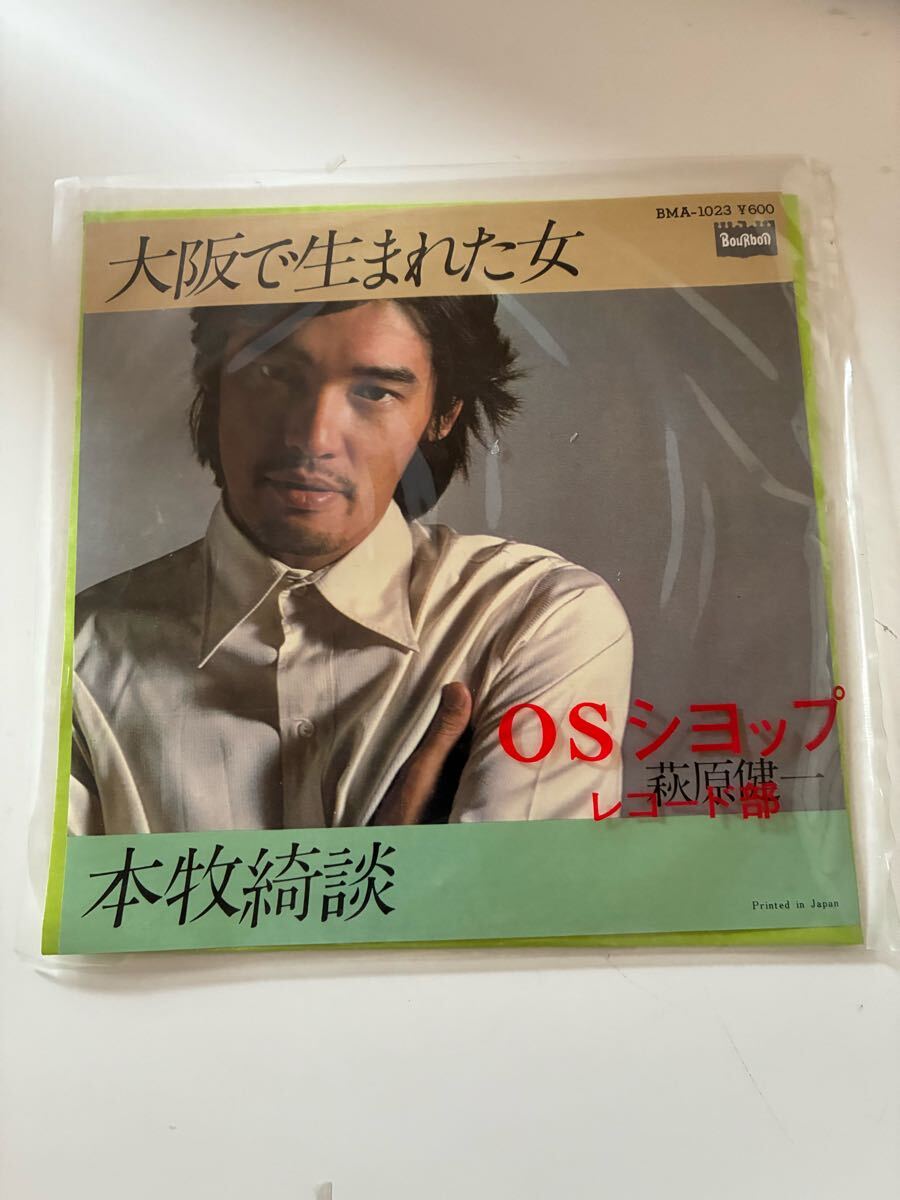 BMA-1023 ¥600
BouRboN
大阪で生まれた女
OSシヨップ
萩原健一
レコード部
本牧綺談
Printed in Japan